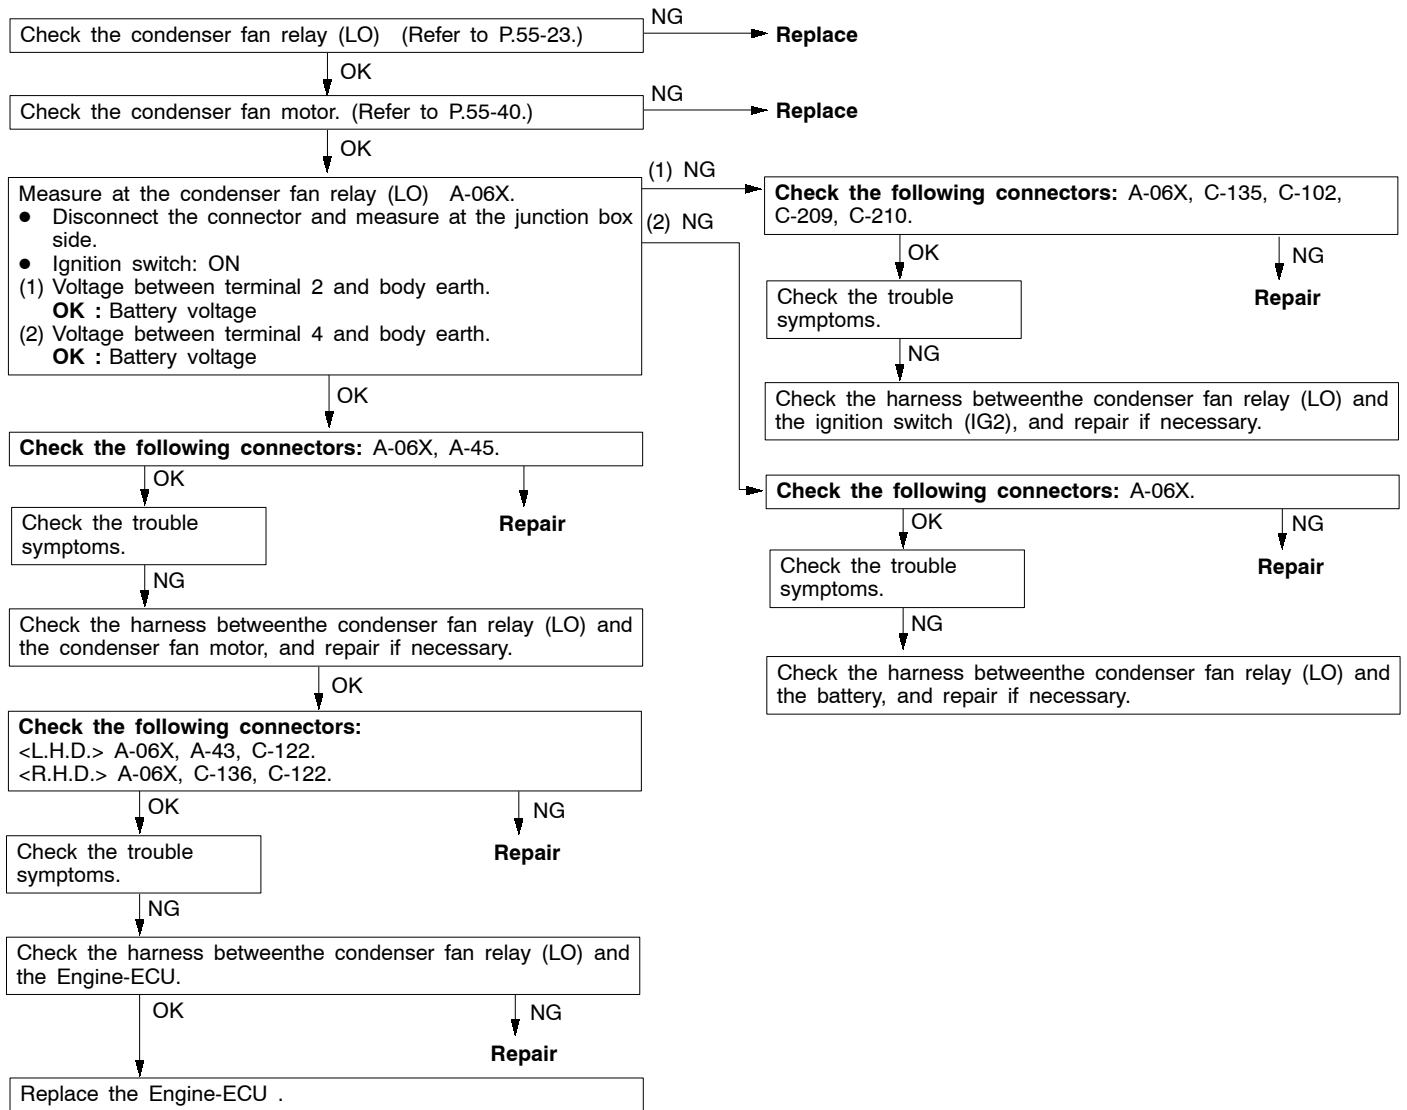 Check the condenser fan relay (LO) (Refer to P.55-23.)
NG
Replace
OK
Check the condenser fan motor. (Refer to P.55-40.)
NG
Replace
OK
Measure at the condenser fan relay (LO) A-06X.
● Disconnect the connector and measure at the junction box
side.
● Ignition switch: ON
(1) Voltage between terminal 2 and body earth.
OK : Battery voltage
(2) Voltage between terminal 4 and body earth.
OK : Battery voltage
(1) NG
(2) NG
Check the following connectors: A-06X, C-135, C-102,
C-209, C-210.
OK
NG
Check the trouble
symptoms.
Repair
NG
Check the harness betweenthe condenser fan relay (LO) and
the ignition switch (IG2), and repair if necessary.
Check the following connectors: A-06X.
OK
NG
Check the trouble
symptoms.
Repair
NG
Check the harness betweenthe condenser fan relay (LO) and
the battery, and repair if necessary.
OK
Check the following connectors: A-06X, A-45.
OK
Check the trouble
symptoms.
Repair
NG
Check the harness betweenthe condenser fan relay (LO) and
the condenser fan motor, and repair if necessary.
OK
Check the following connectors:
<L.H.D.> A-06X, A-43, C-122.
<R.H.D.> A-06X, C-136, C-122.
OK
NG
Check the trouble
symptoms.
Repair
NG
Check the harness betweenthe condenser fan relay (LO) and
the Engine-ECU.
OK
NG
Repair
Replace the Engine-ECU .